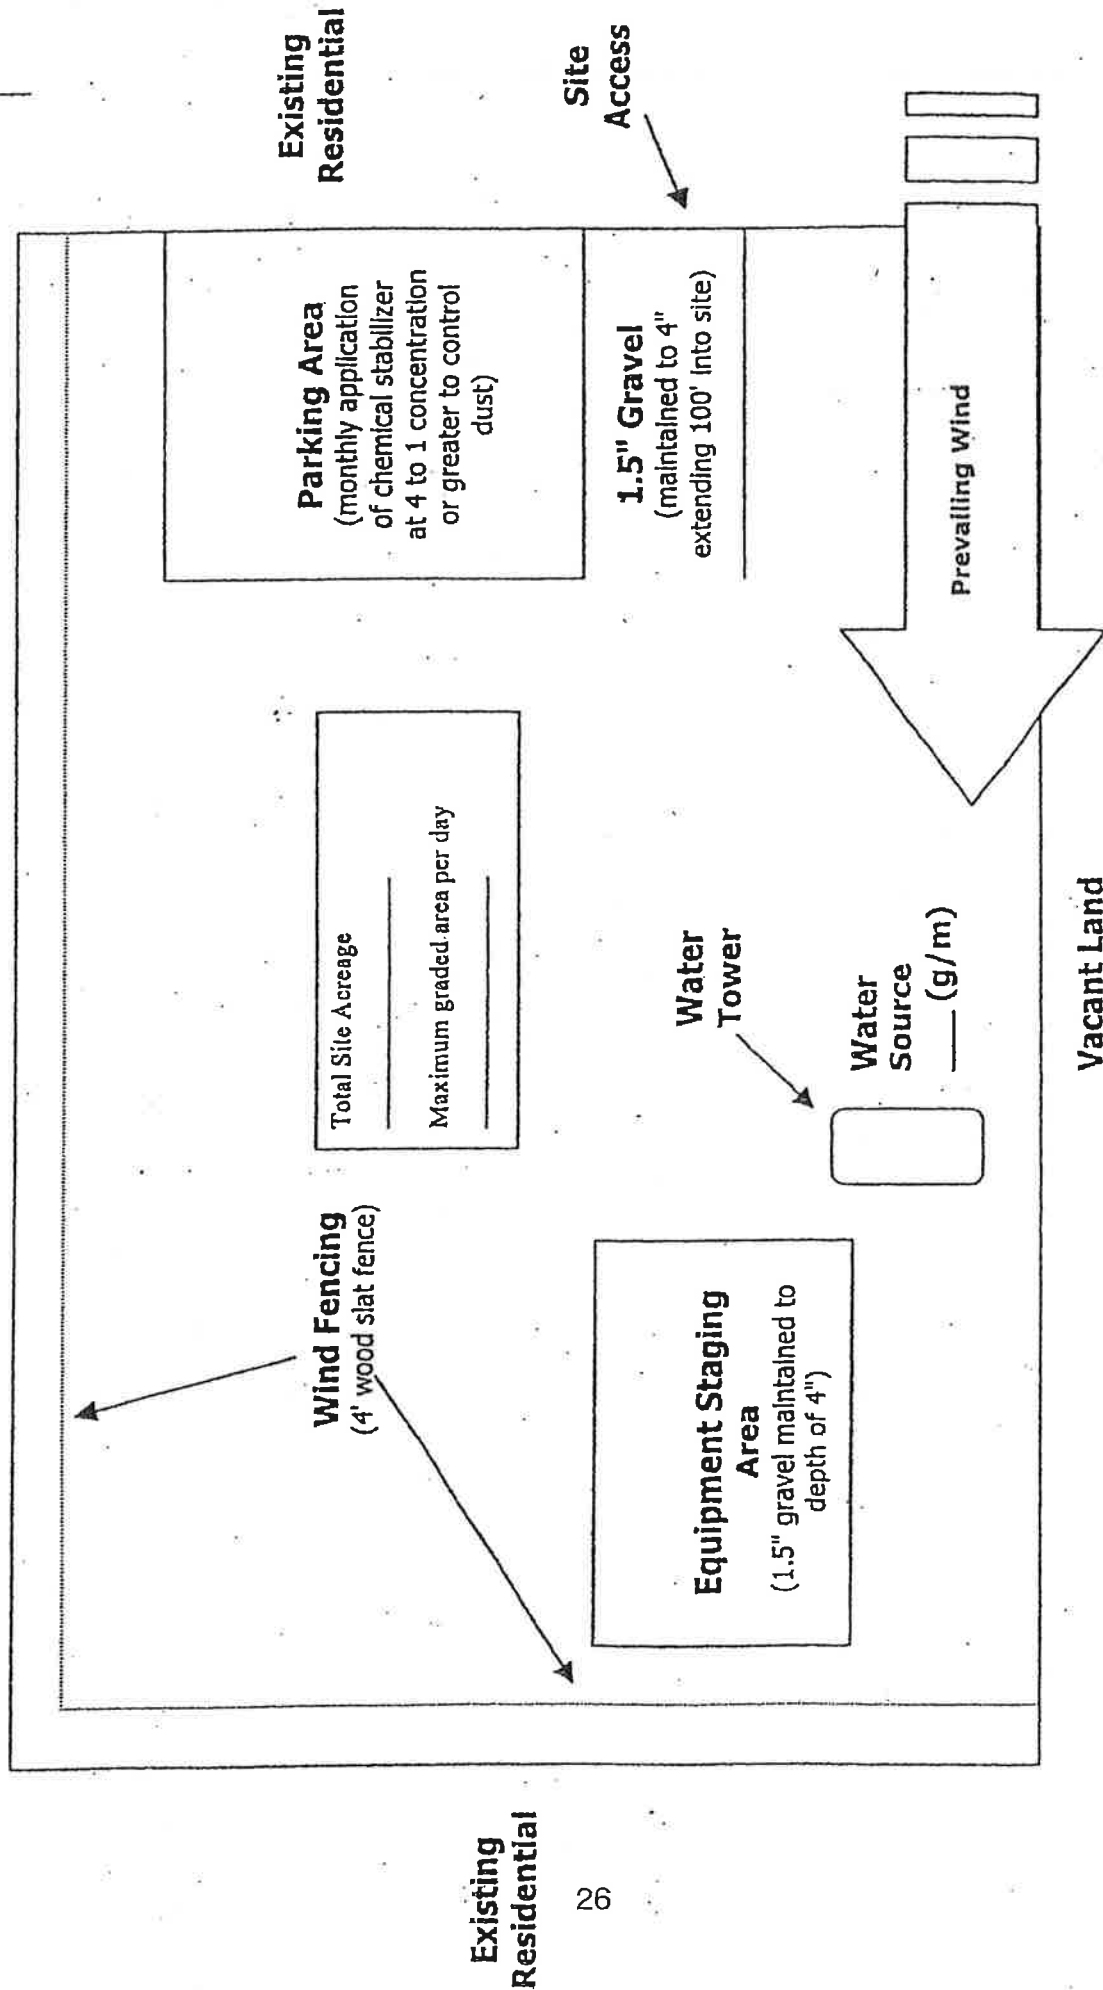 Existing
Residential
Site
Access
Parking Area
(monthly application
of chemical stabilizer
at 4 to 1 concentration
or greater to control
dust)
1.5" Gravel
(maintained to 4"
extending 100' into site)
Prevailing Wind
Total Site Acreage
Maximum graded area per day
Water
Tower
Water
Source
___ (g/m)
Vacant Land
Wind Fencing
(4' wood slat fence)
Equipment Staging
Area
(1.5" gravel maintained to
depth of 4")
Existing
Residential
26